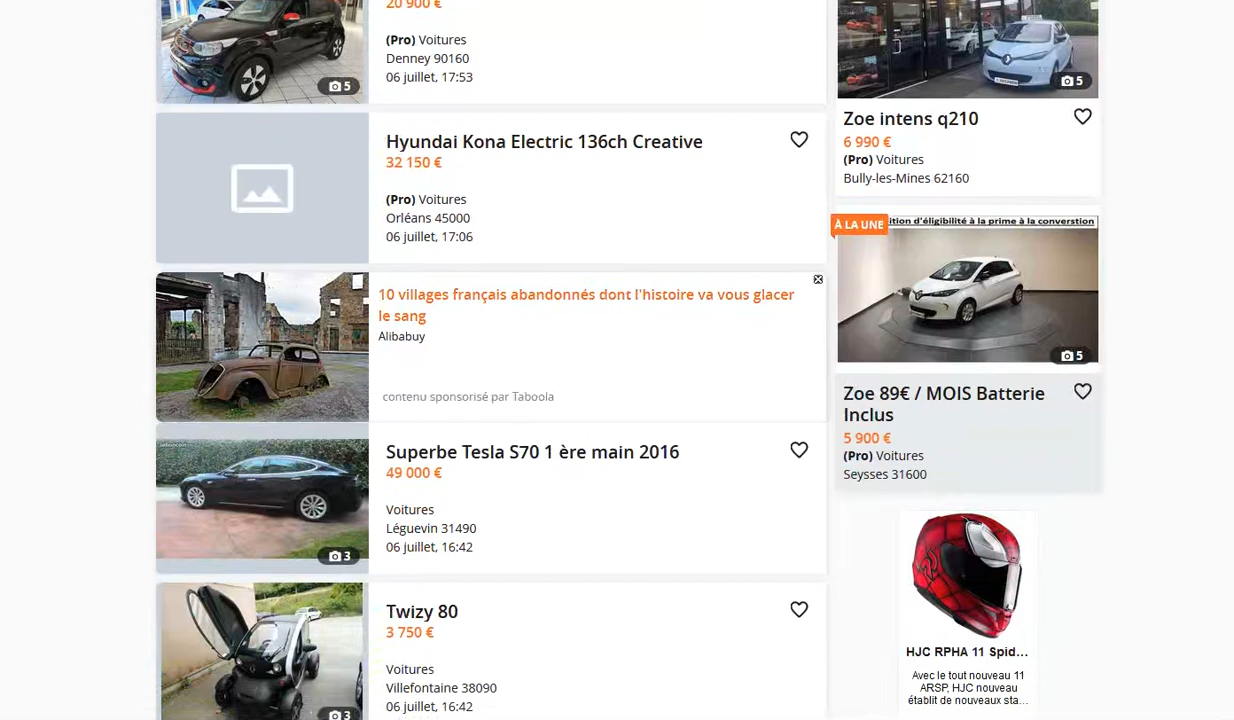 20 900 €
(Pro) Voitures
Denney 90160
06 juillet, 17:53
5
Hyundai Kona Electric 136ch Creative
32 150 €
(Pro) Voitures
Orléans 45000
06 juillet, 17:06
10 villages français abandonnés dont l'histoire va vous glacer
le sang
Alibabuy
contenu sponsorisé par Taboola
Superbe Tesla S70 1 ère main 2016
49 000 €
Voitures
Léguevin 31490
06 juillet, 16:42
3
Twizy 80
3 750 €
Voitures
Villefontaine 38090
06 juillet, 16:42
3
5
Zoe intens q210
6 990 €
(Pro) Voitures
Bully-les-Mines 62160
À LA UNE
ition d'éligibilité à la prime à la converstion
5
Zoe 89€ / MOIS Batterie
Inclus
5 900 €
(Pro) Voitures
Seysses 31600
HJC RPHA 11 Spid...
Avec le tout nouveau 11
ARSP, HJC nouveau
établit de nouveaux sta...